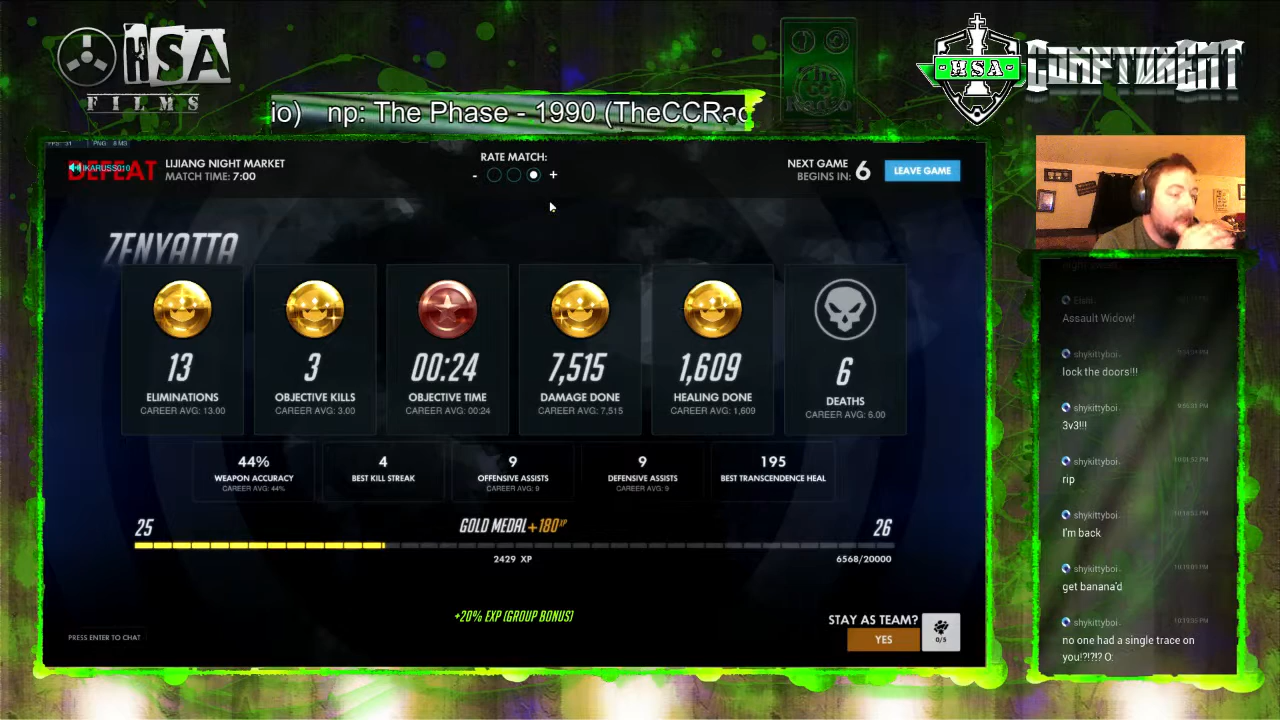 HSA
FILMS
io) np: The Phase - 1990 (TheCCRad
The
CC
Radio
HSA
DEFEAT
IKARUSS010
LIJIANG NIGHT MARKET
MATCH TIME: 7:00
RATE MATCH:
- +
NEXT GAME
BEGINS IN: 6
LEAVE GAME
ZENYATTA
13
ELIMINATIONS
CAREER AVG: 13.00
3
OBJECTIVE KILLS
CAREER AVG: 3.00
00:24
OBJECTIVE TIME
CAREER AVG: 00:24
7,515
DAMAGE DONE
CAREER AVG: 7,515
1,609
HEALING DONE
CAREER AVG: 1,609
6
DEATHS
CAREER AVG: 6.00
44%
WEAPON ACCURACY
CAREER AVG: 44%
4
BEST KILL STREAK
9
OFFENSIVE ASSISTS
CAREER AVG: 9
9
DEFENSIVE ASSISTS
CAREER AVG: 9
195
BEST TRANSCENDENCE HEAL
25
GOLD MEDAL +180 XP
26
2429 XP
6568/20000
+20% EXP (GROUP BONUS)
STAY AS TEAM?
YES
0/5
PRESS ENTER TO CHAT
Assault Widow!
shykittyboi
lock the doors!!!
shykittyboi
3v3!!!
shykittyboi
rip
shykittyboi
I'm back
shykittyboi
get banana'd
shykittyboi
no one had a single trace on
you!?!?!? O: